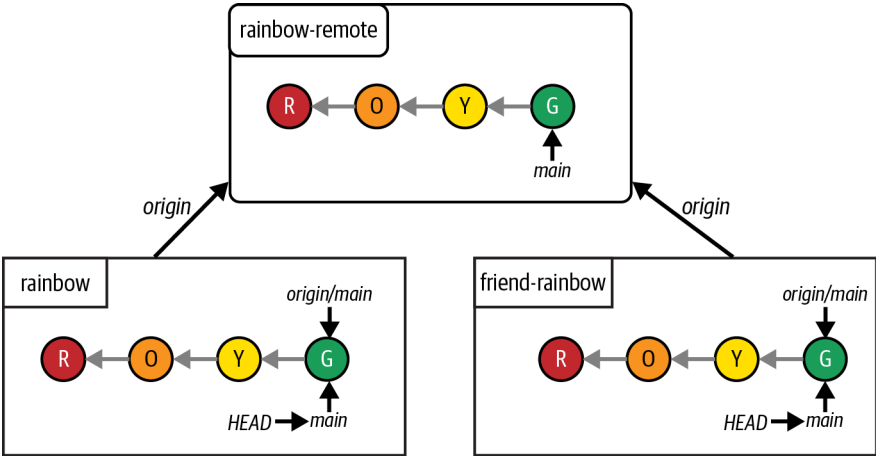 rainbow-remote
R O Y G
main
origin
origin
rainbow
origin/main
R O Y G
HEAD main
friend-rainbow
origin/main
R O Y G
HEAD main